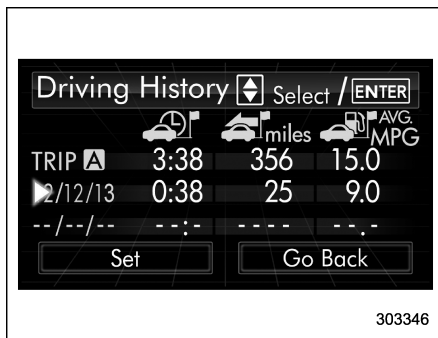 Driving History Select / ENTER
miles AVG. MPG
TRIP A 3:38 356 15.0
2/12/13 0:38 25 9.0
--/--/-- --:- ---- --.-
Set Go Back
303346